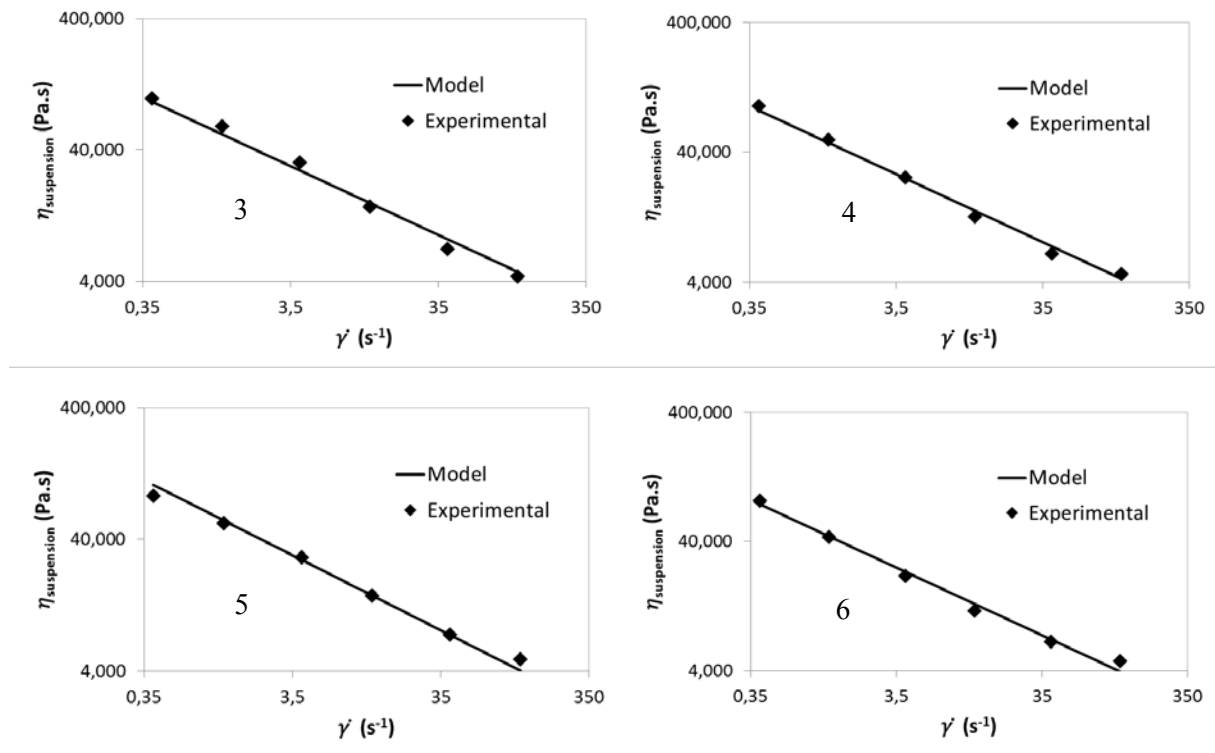 400,000
40,000
4,000
η suspension (Pa.s)
Model
Experimental
3
0,35
3,5
35
350
γ̇ (s-1)
400,000
40,000
4,000
η suspension (Pa.s)
Model
Experimental
4
0,35
3,5
35
350
γ̇ (s-1)
400,000
40,000
4,000
η suspension (Pa.s)
Model
Experimental
5
0,35
3,5
35
350
γ̇ (s-1)
400,000
40,000
4,000
η suspension (Pa.s)
Model
Experimental
6
0,35
3,5
35
350
γ̇ (s-1)